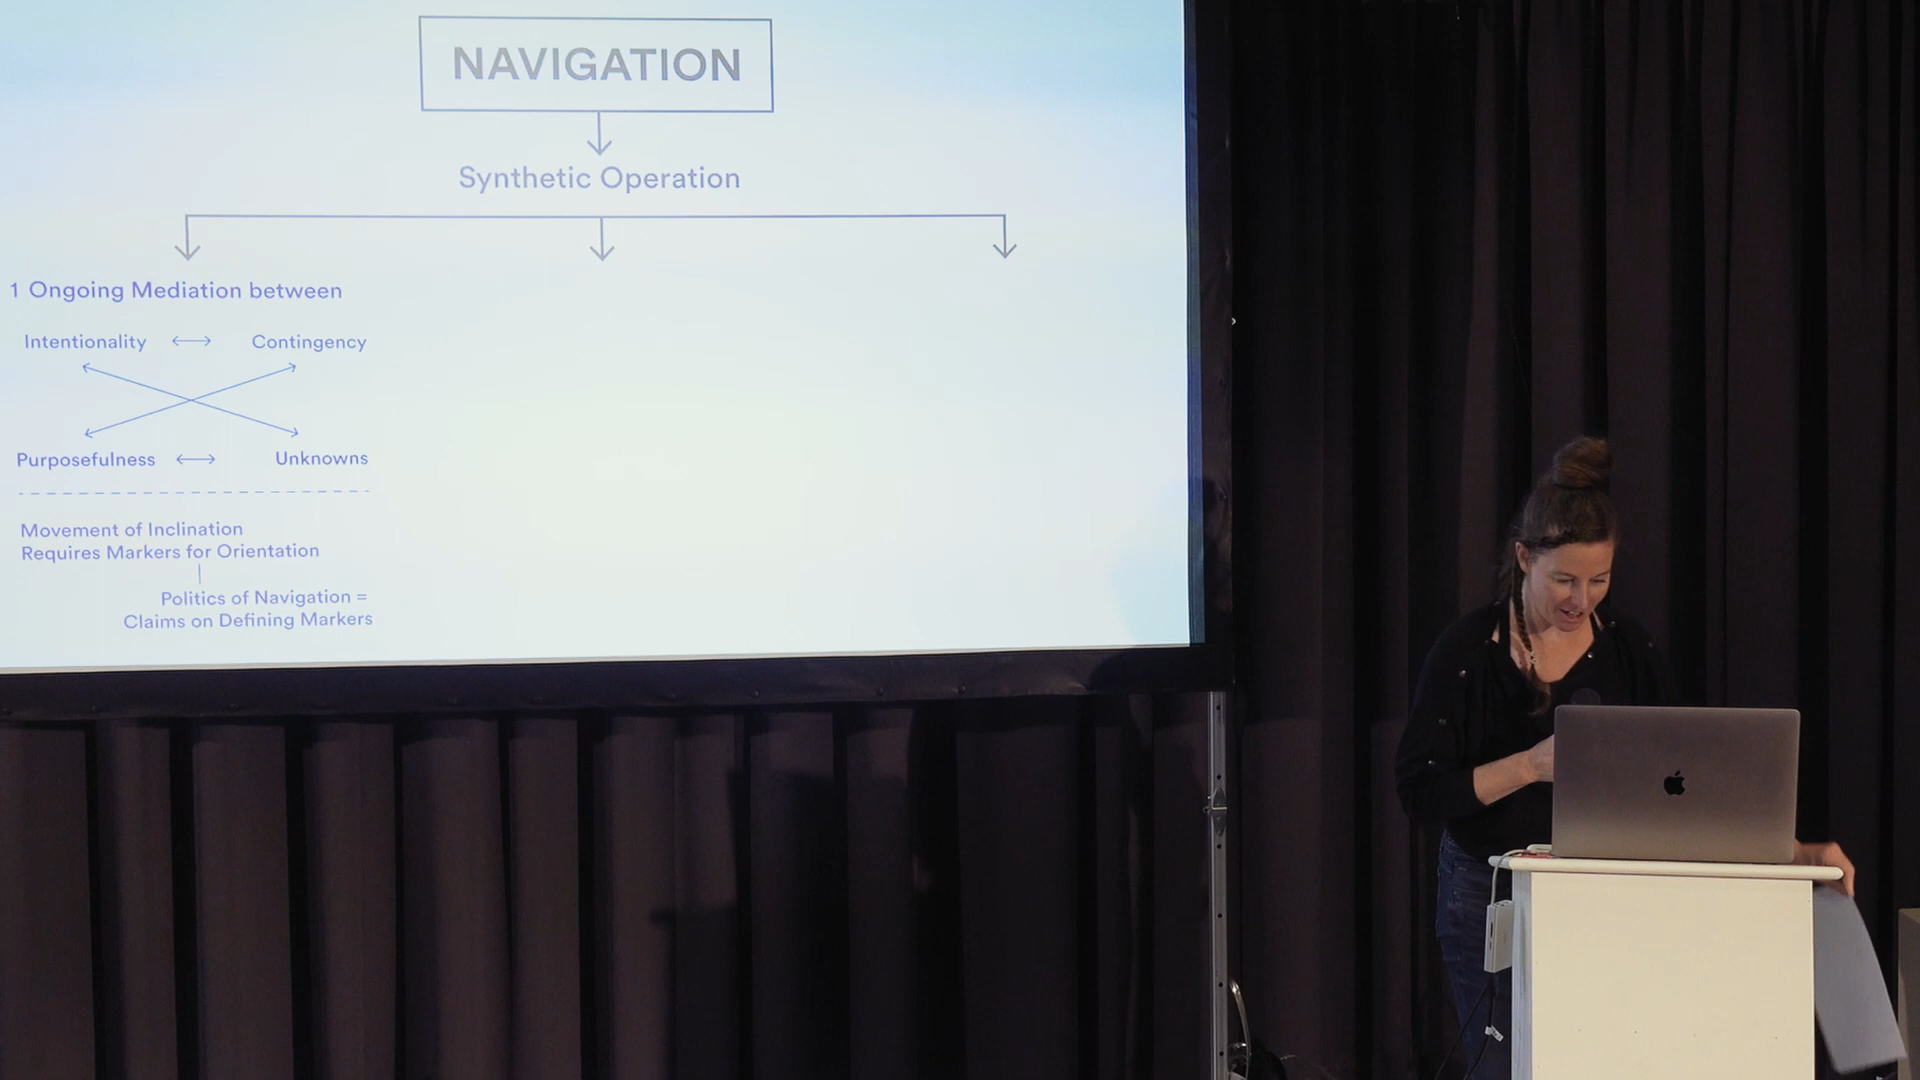 NAVIGATION
Synthetic Operation
1 Ongoing Mediation between
Intentionality Contingency
Purposefulness Unknowns
Movement of Inclination
Requires Markers for Orientation
Politics of Navigation =
Claims on Defining Markers